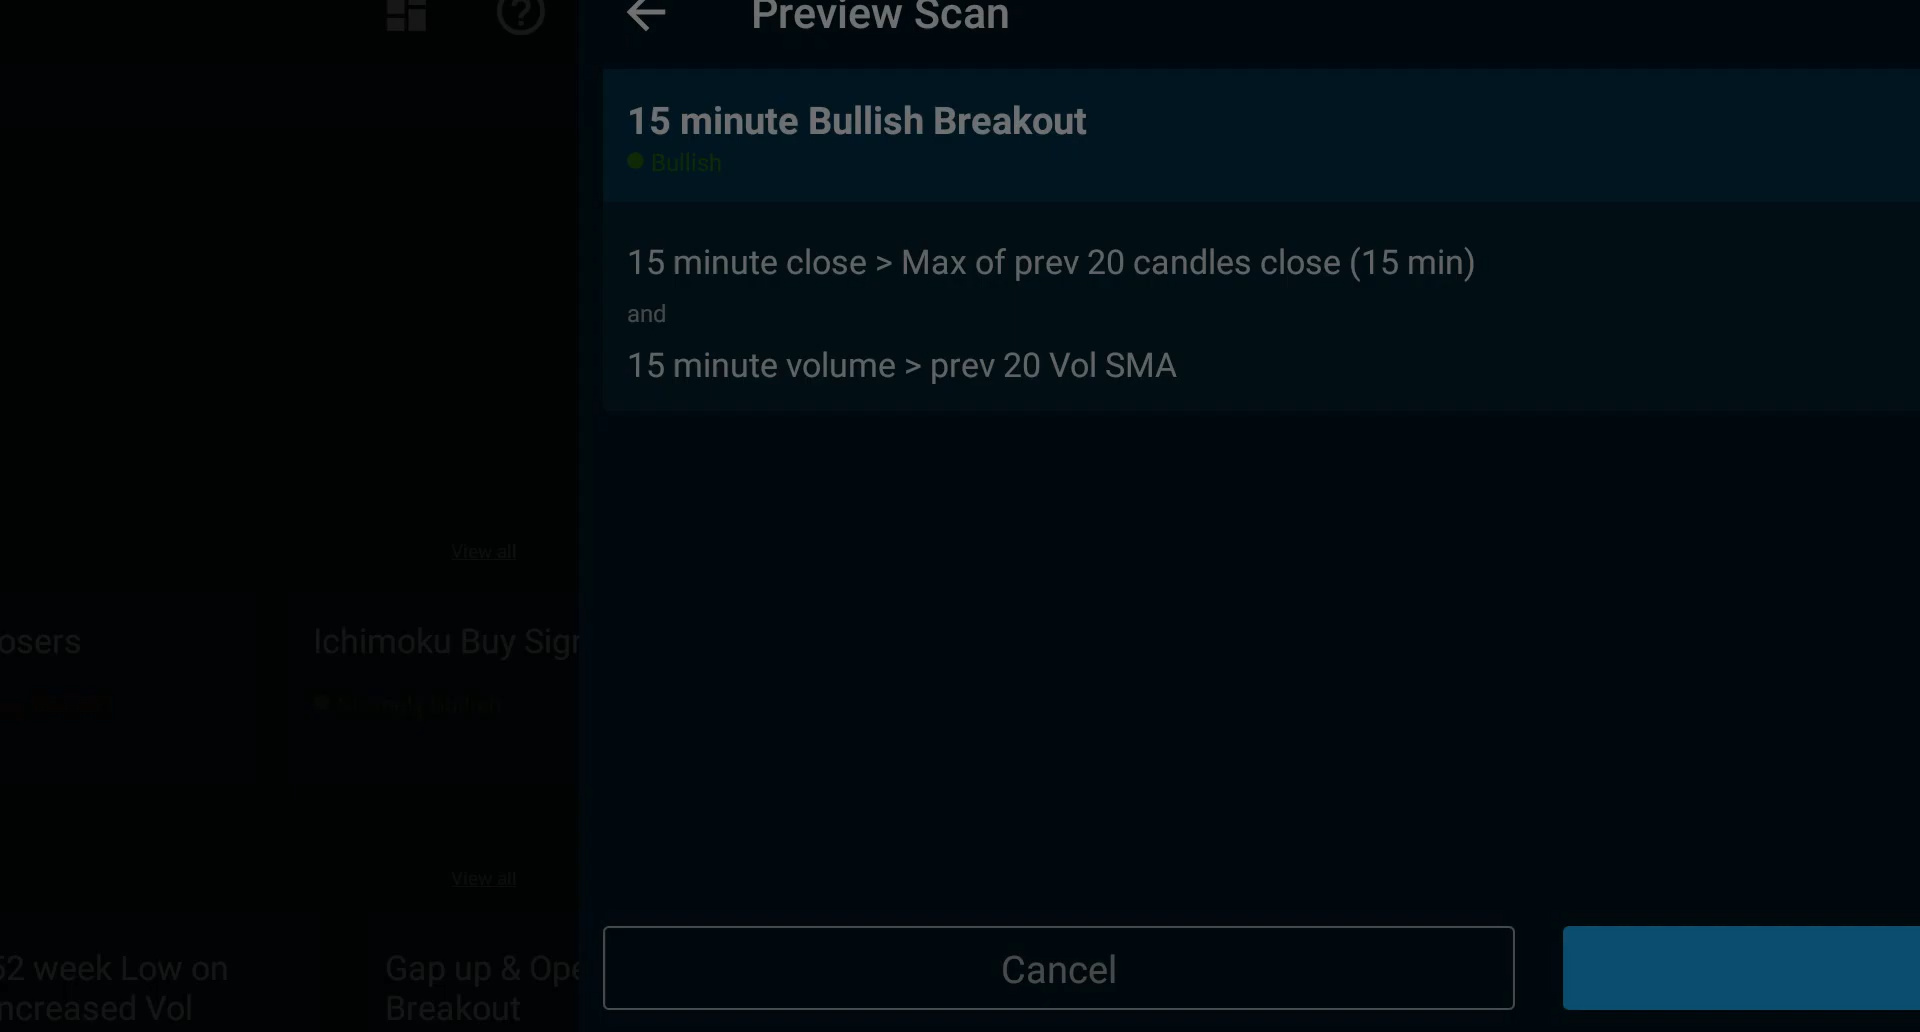 Preview Scan
15 minute Bullish Breakout
Bullish
15 minute close > Max of prev 20 candles close (15 min)
and
15 minute volume > prev 20 Vol SMA
View all
osers
Ichimoku Buy Sig
Bullish
View all
52 week Low on
ncreased Vol
Gap up & Ope
Breakout
Cancel